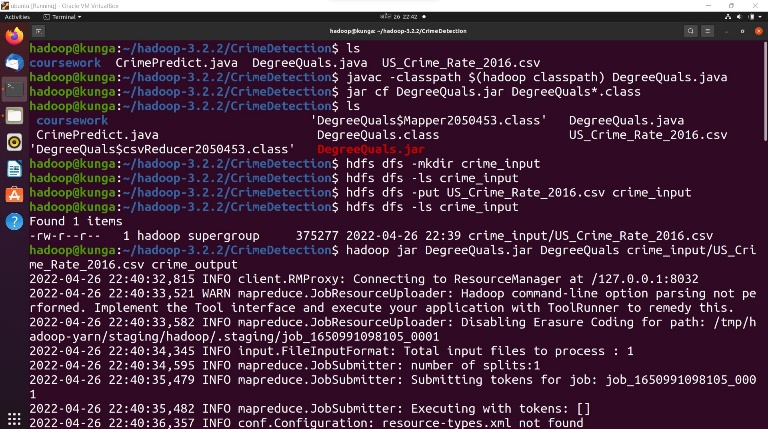 ubuntu [Running] - Oracle VM VirtualBox
Activities Terminal 26 22:42
hadoop@kunga: ~/hadoop-3.2.2/CrimeDetection
hadoop@kunga:~/hadoop-3.2.2/CrimeDetection$ ls
coursework CrimePredict.java DegreeQuals.java US_Crime_Rate_2016.csv
hadoop@kunga:~/hadoop-3.2.2/CrimeDetection$ javac -classpath $(hadoop classpath) DegreeQuals.java
hadoop@kunga:~/hadoop-3.2.2/CrimeDetection$ jar cf DegreeQuals.jar DegreeQuals*.class
hadoop@kunga:~/hadoop-3.2.2/CrimeDetection$ ls
coursework 'DegreeQuals$Mapper2050453.class' DegreeQuals.java
CrimePredict.java DegreeQuals.class US_Crime_Rate_2016.csv
'DegreeQuals$csvReducer2050453.class' DegreeQuals.jar
hadoop@kunga:~/hadoop-3.2.2/CrimeDetection$ hdfs dfs -mkdir crime_input
hadoop@kunga:~/hadoop-3.2.2/CrimeDetection$ hdfs dfs -ls crime_input
hadoop@kunga:~/hadoop-3.2.2/CrimeDetection$ hdfs dfs -put US_Crime_Rate_2016.csv crime_input
hadoop@kunga:~/hadoop-3.2.2/CrimeDetection$ hdfs dfs -ls crime_input
Found 1 items
-rw-r--r-- 1 hadoop supergroup 375277 2022-04-26 22:39 crime_input/US_Crime_Rate_2016.csv
hadoop@kunga:~/hadoop-3.2.2/CrimeDetection$ hadoop jar DegreeQuals.jar DegreeQuals crime_input/US_Cri
me_Rate_2016.csv crime_output
2022-04-26 22:40:32,815 INFO client.RMProxy: Connecting to ResourceManager at /127.0.0.1:8032
2022-04-26 22:40:33,521 WARN mapreduce.JobResourceUploader: Hadoop command-line option parsing not pe
rformed. Implement the Tool interface and execute your application with ToolRunner to remedy this.
2022-04-26 22:40:33,582 INFO mapreduce.JobResourceUploader: Disabling Erasure Coding for path: /tmp/h
adoop-yarn/staging/hadoop/.staging/job_1650991098105_0001
2022-04-26 22:40:34,345 INFO input.FileInputFormat: Total input files to process : 1
2022-04-26 22:40:34,595 INFO mapreduce.JobSubmitter: number of splits:1
2022-04-26 22:40:35,479 INFO mapreduce.JobSubmitter: Submitting tokens for job: job_1650991098105_000
1
2022-04-26 22:40:35,482 INFO mapreduce.JobSubmitter: Executing with tokens: []
2022-04-26 22:40:36,357 INFO conf.Configuration: resource-types.xml not found